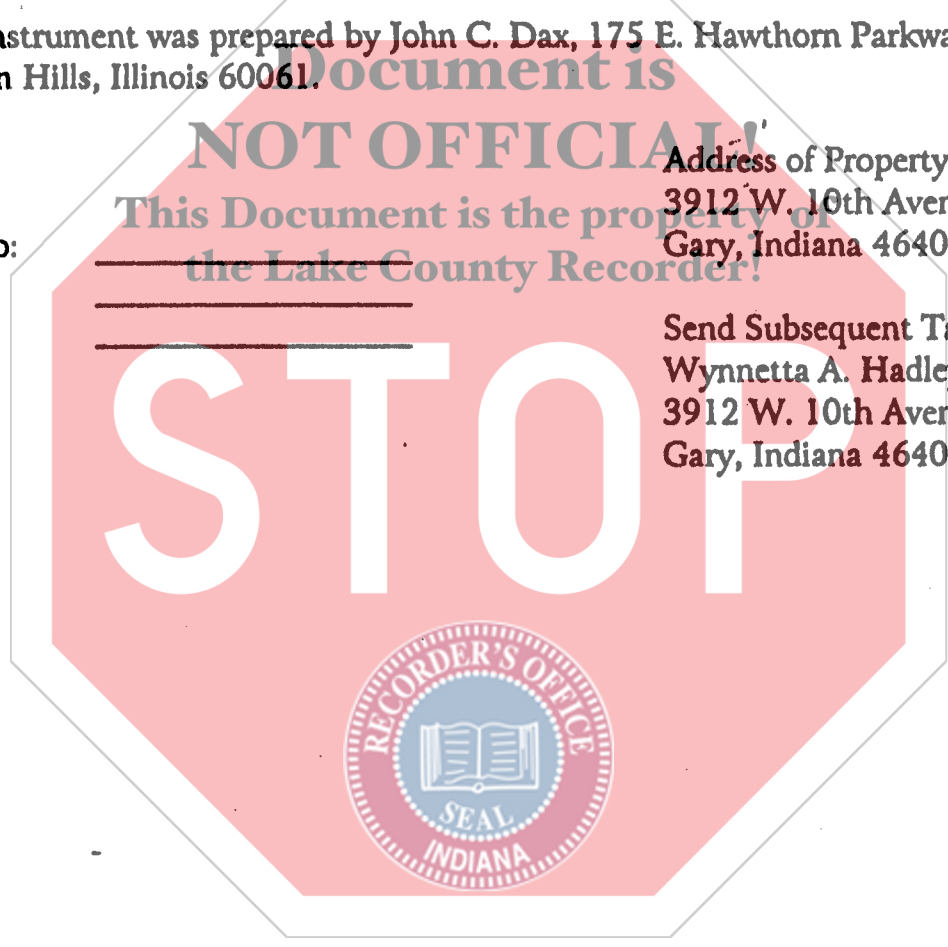 nstrument was prepared by John C. Dax, 175 E. Hawthorn Parkwa
n Hills, Illinois 60061.
Document is
NOT OFFICIAL!
This Document is the property of
the Lake County Recorder!
Address of Property
3912 W. 10th Aven
Gary, Indiana 4640
o:
Send Subsequent Ta
Wynnetta A. Hadle
3912 W. 10th Aven
Gary, Indiana 4640
STOP
RECORDER'S OFFICE
SEAL
INDIANA